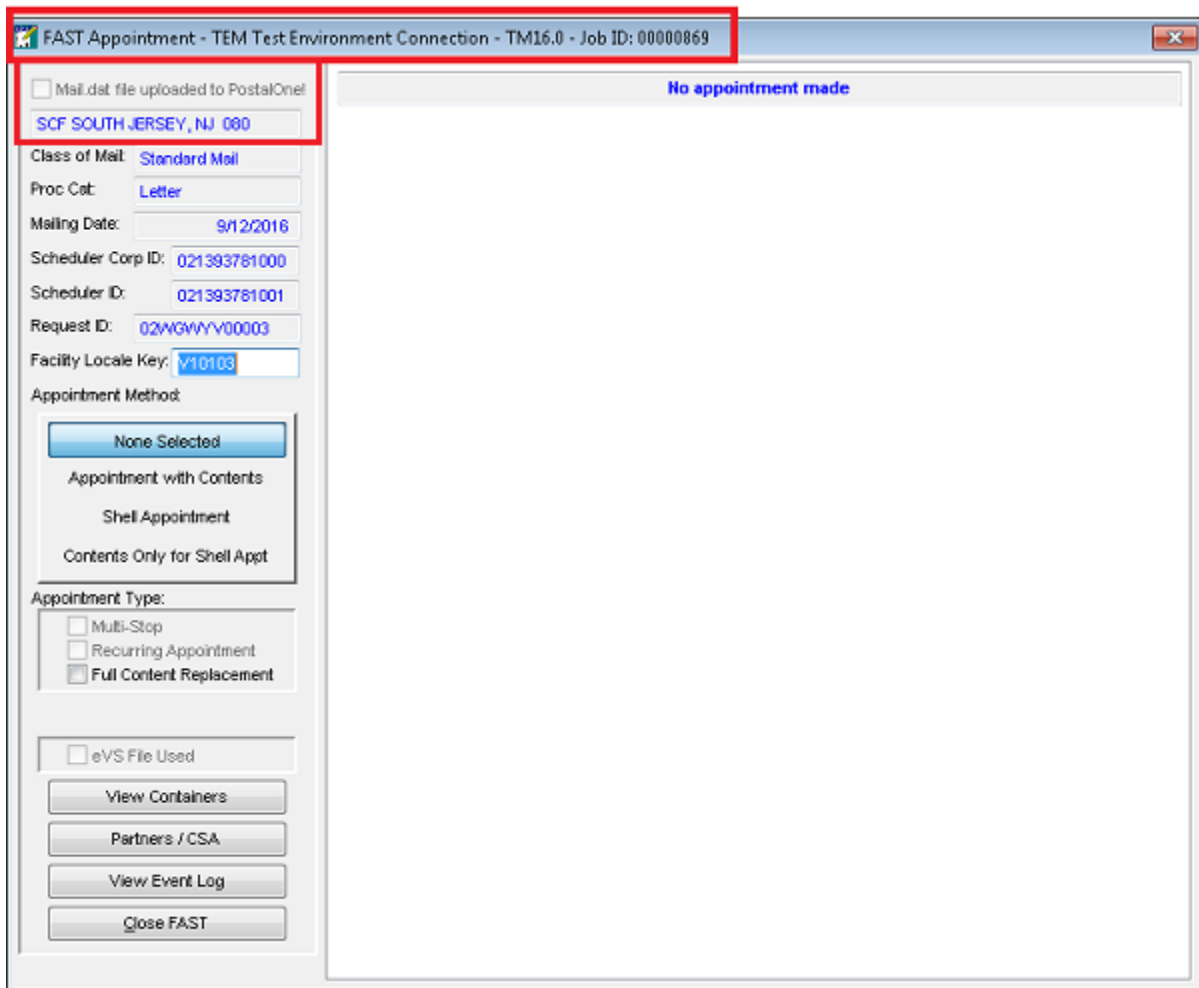 FAST Appointment - TEM Test Environment Connection - TM16.0 - Job ID: 00000869
Mail.dat file uploaded to PostalOne!
No appointment made
SCF SOUTH JERSEY, NJ 080
Class of Mail: Standard Mail
Proc Cat: Letter
Mailing Date: 9/12/2016
Scheduler Corp ID: 021393781000
Scheduler ID: 021393781001
Request ID: 02WGWYV00003
Facility Locale Key: V10103
Appointment Method:
None Selected
Appointment with Contents
Shell Appointment
Contents Only for Shell Appt
Appointment Type:
Multi-Stop
Recurring Appointment
Full Content Replacement
eVS File Used
View Containers
Partners / CSA
View Event Log
Close FAST